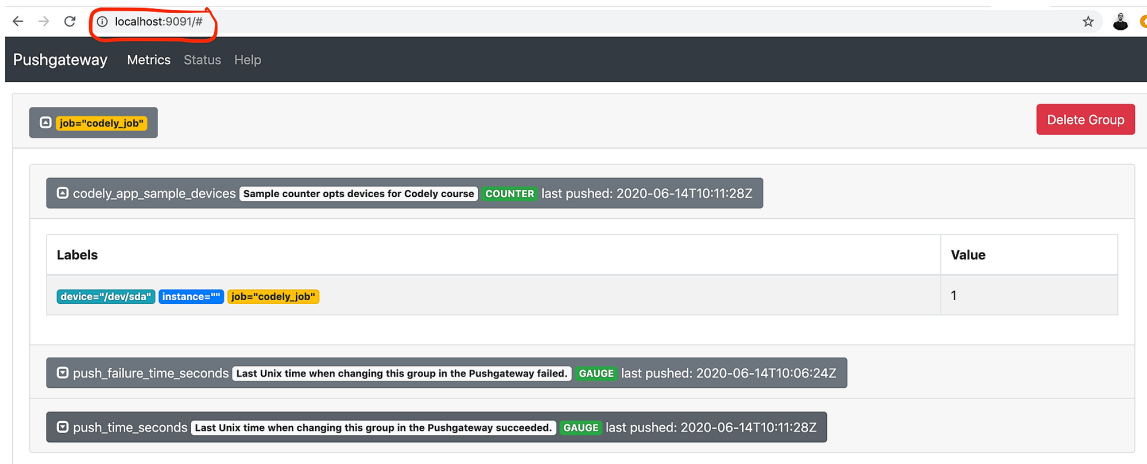 localhost:9091/#
Pushgateway Metrics Status Help
job="codely_job" Delete Group
codely_app_sample_devices Sample counter opts devices for Codely course COUNTER last pushed: 2020-06-14T10:11:28Z
Labels Value
device="/dev/sda" instance="" job="codely_job" 1
push_failure_time_seconds Last Unix time when changing this group in the Pushgateway failed. GAUGE last pushed: 2020-06-14T10:06:24Z
push_time_seconds Last Unix time when changing this group in the Pushgateway succeeded. GAUGE last pushed: 2020-06-14T10:11:28Z